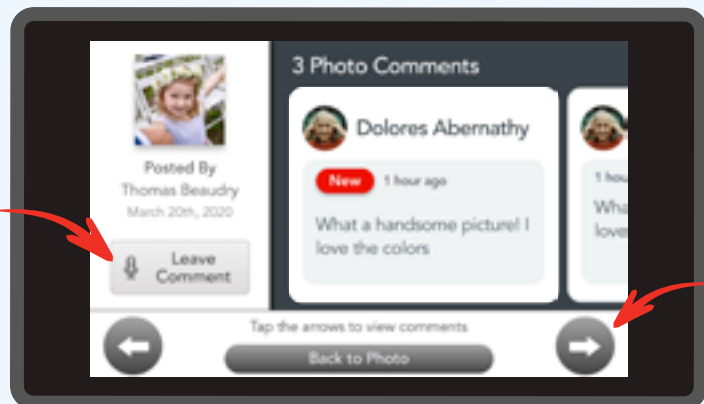 Posted By
Thomas Beaudry
March 20th, 2020
Leave
Comment
3 Photo Comments
Dolores Abernathy
New 1 hour ago
What a handsome picture! I
love the colors
1 hou
Wha
love
Tap the arrows to view comments
Back to Photo